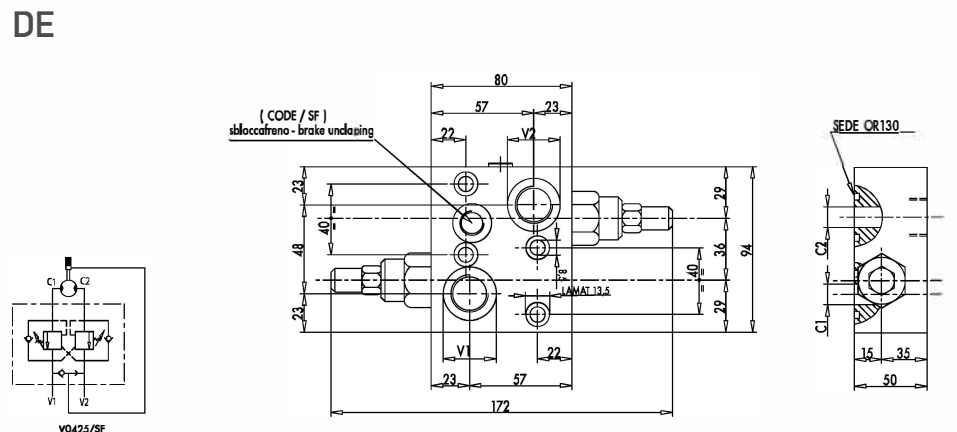 DE
80
( CODE / SF )
57
23
sbloccafreno - brake unclaping
22
V2
SEDE OR130
23
29
40
=
=
48
36
94
C2
40
=
=
C1
C2
LAMAT 13,5
23
29
C1
V1
22
15
35
23
57
50
V1
V2
172
V0425/SF